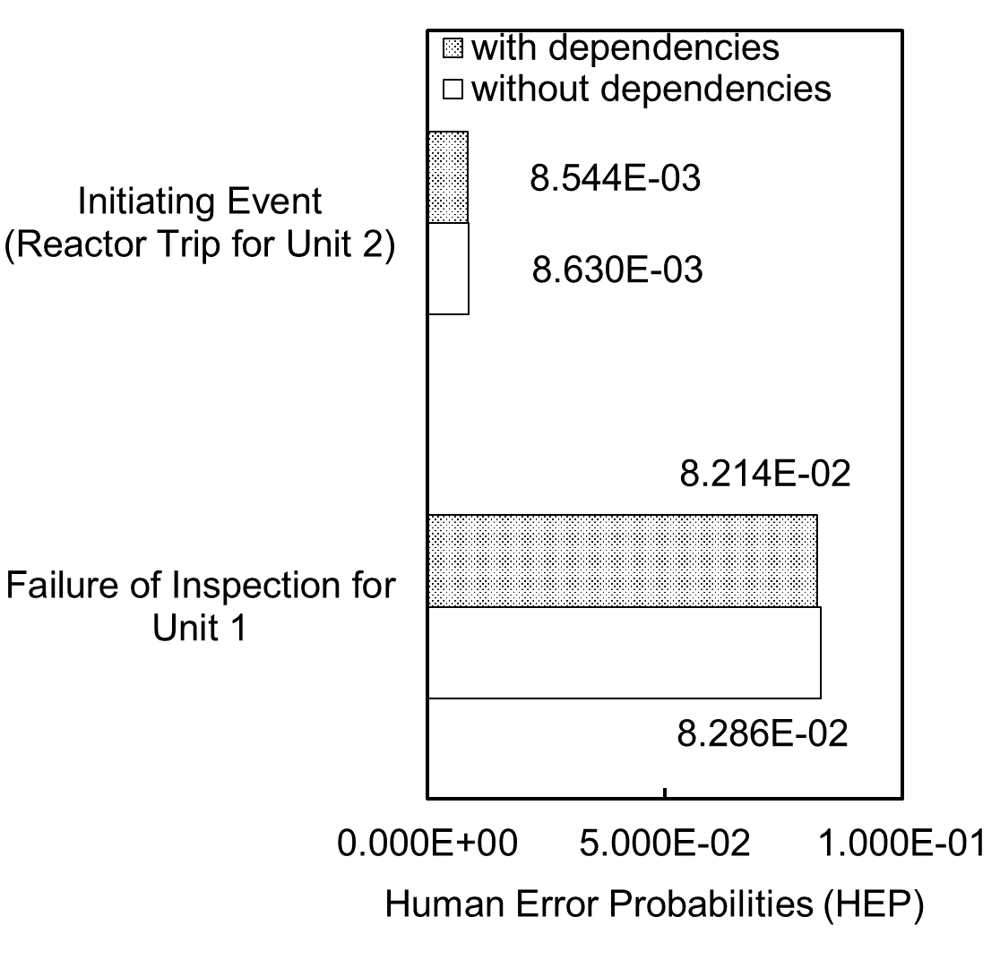 with dependencies
without dependencies
Initiating Event
(Reactor Trip for Unit 2)
8.544E-03
8.630E-03
8.214E-02
Failure of Inspection for
Unit 1
8.286E-02
0.000E+00
5.000E-02
1.000E-01
Human Error Probabilities (HEP)